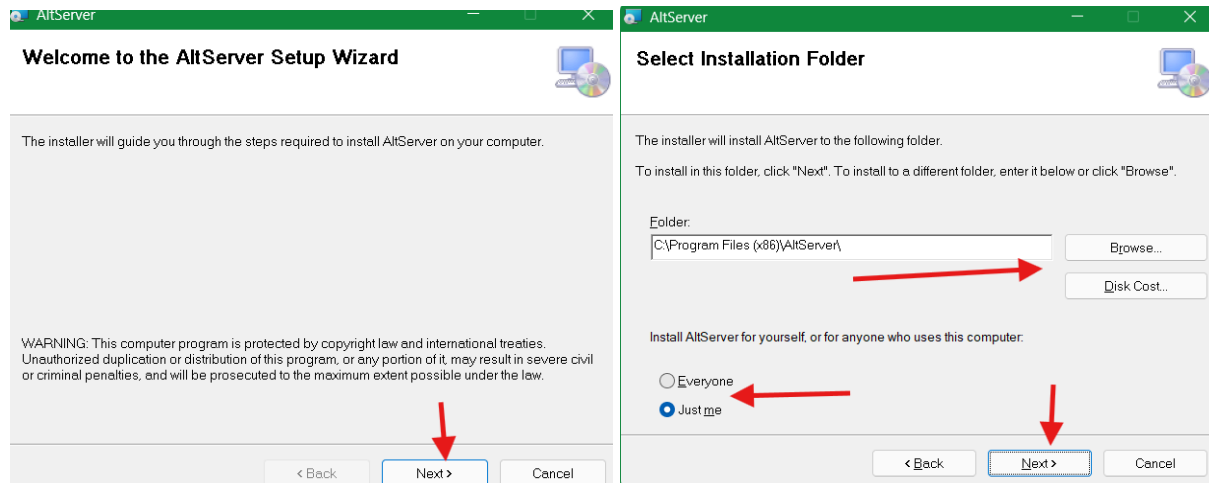 AltServer
Welcome to the AltServer Setup Wizard
The installer will guide you through the steps required to install AltServer on your computer.
WARNING: This computer program is protected by copyright law and international treaties.
Unauthorized duplication or distribution of this program, or any portion of it, may result in severe civil
or criminal penalties, and will be prosecuted to the maximum extent possible under the law.
< Back
Next >
Cancel
AltServer
Select Installation Folder
The installer will install AltServer to the following folder.
To install in this folder, click "Next". To install to a different folder, enter it below or click "Browse".
Folder:
C:\Program Files (x86)\AltServer\
Browse...
Disk Cost...
Install AltServer for yourself, or for anyone who uses this computer:
Everyone
Just me
< Back
Next >
Cancel